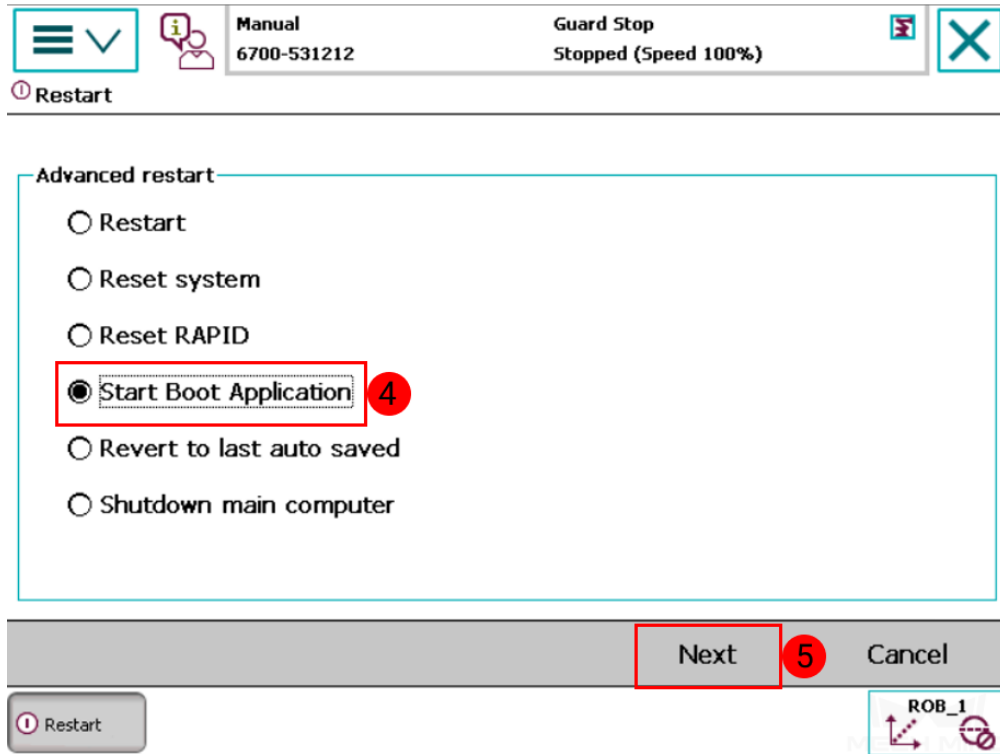 Manual
6700-531212
Guard Stop
Stopped (Speed 100%)
Restart
Advanced restart
Restart
Reset system
Reset RAPID
Start Boot Application
4
Revert to last auto saved
Shutdown main computer
Next
5
Cancel
Restart
ROB_1